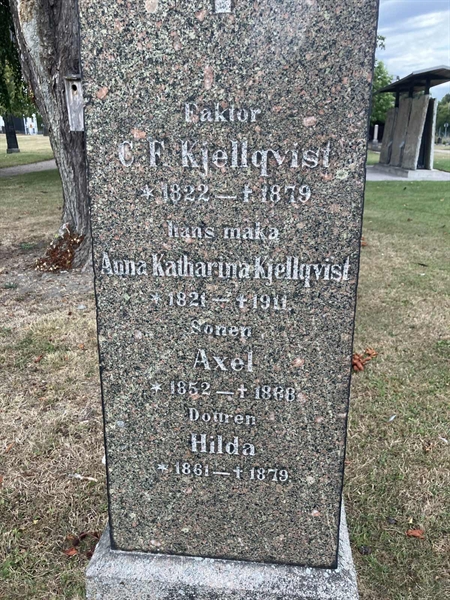 Faktor
C. F. Kjellqvist
* 1822 — † 1879
hans maka
Anna Katharina Kjellqvist
* 1821 — † 1911
Sonen
Axel
* 1852 — † 1868
Dottren
Hilda
* 1861 — † 1879